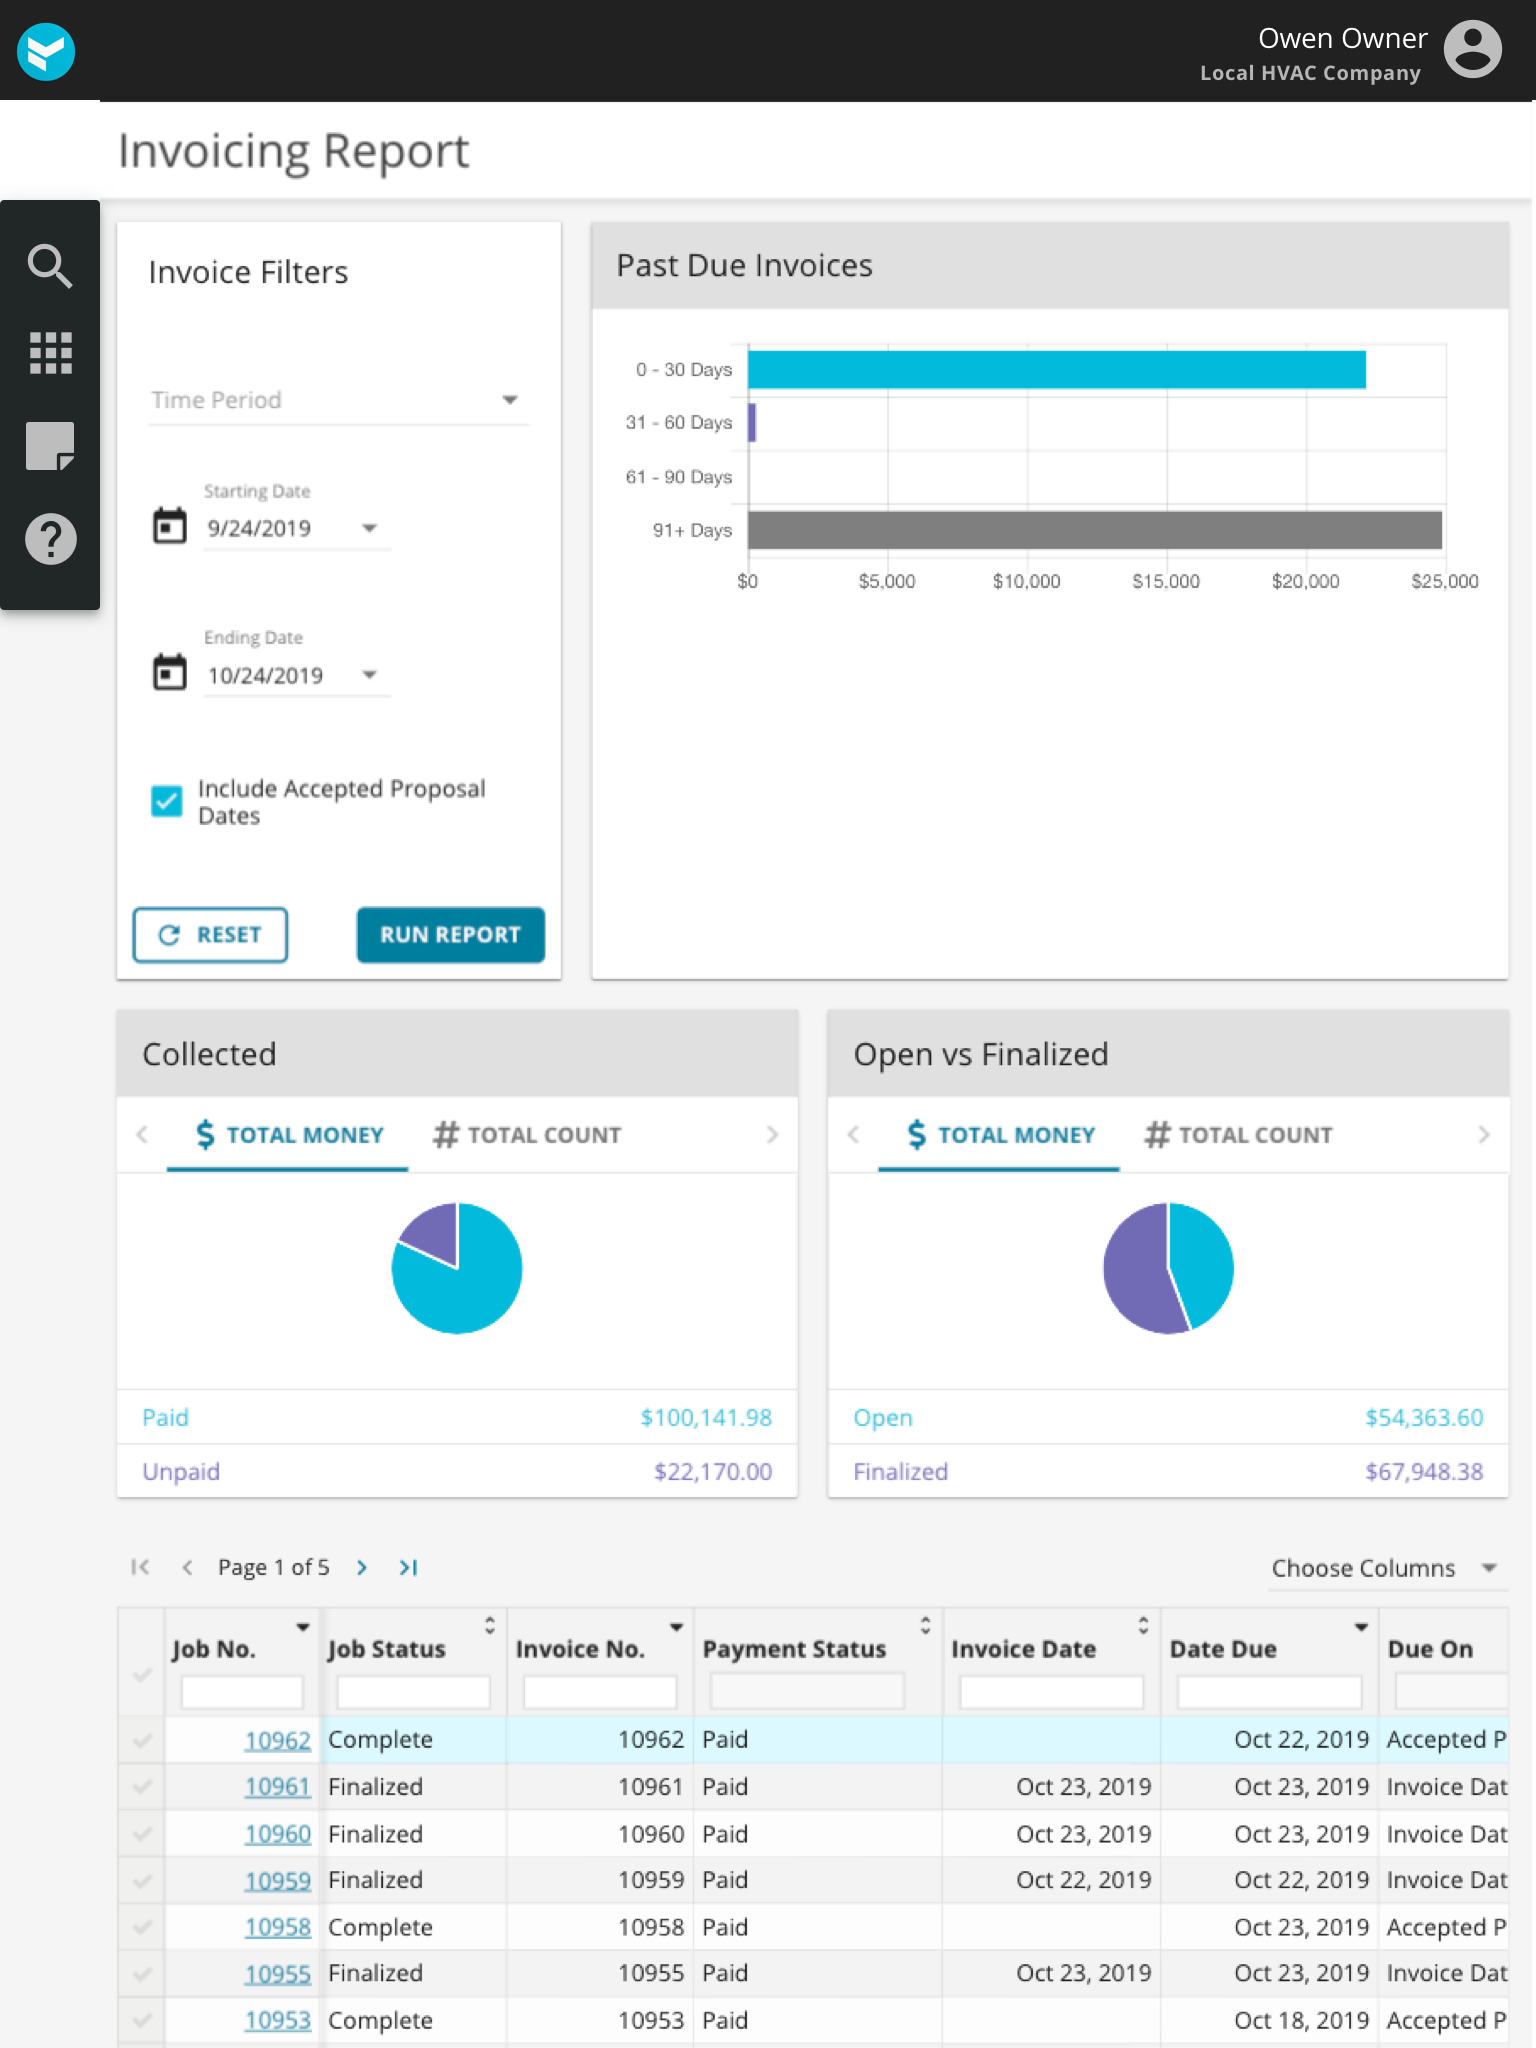 Owen Owner
Local HVAC Company
Invoicing Report
Invoice Filters
Time Period
Starting Date
9/24/2019
Ending Date
10/24/2019
Include Accepted Proposal
Dates
RESET
RUN REPORT
Past Due Invoices
0 - 30 Days
31 - 60 Days
61 - 90 Days
91+ Days
$0 $5,000 $10,000 $15,000 $20,000 $25,000
Collected
$ TOTAL MONEY # TOTAL COUNT
Paid $100,141.98
Unpaid $22,170.00
Open vs Finalized
$ TOTAL MONEY # TOTAL COUNT
Open $54,363.60
Finalized $67,948.38
Page 1 of 5
Choose Columns
Job No. Job Status Invoice No. Payment Status Invoice Date Date Due Due On
10962 Complete 10962 Paid Oct 22, 2019 Accepted P
10961 Finalized 10961 Paid Oct 23, 2019 Oct 23, 2019 Invoice Dat
10960 Finalized 10960 Paid Oct 23, 2019 Oct 23, 2019 Invoice Dat
10959 Finalized 10959 Paid Oct 22, 2019 Oct 22, 2019 Invoice Dat
10958 Complete 10958 Paid Oct 23, 2019 Accepted P
10955 Finalized 10955 Paid Oct 23, 2019 Oct 23, 2019 Invoice Dat
10953 Complete 10953 Paid Oct 18, 2019 Accepted P